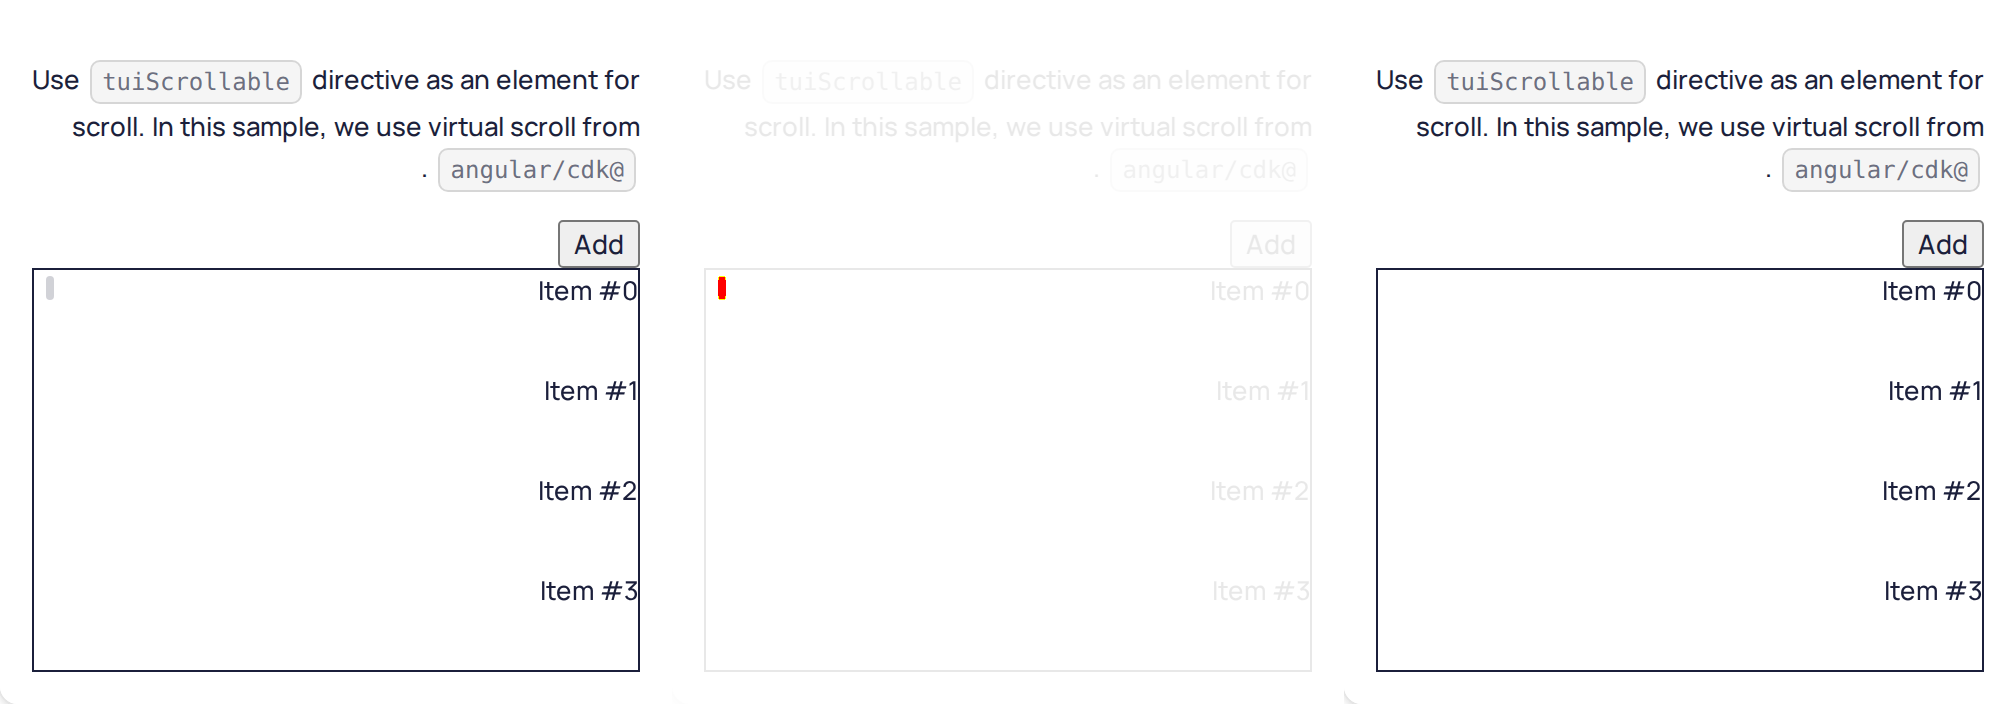 Use tuiScrollable directive as an element for
scroll. In this sample, we use virtual scroll from
. angular/cdk@
Add
Item #0
Item #1
Item #2
Item #3
Use tuiScrollable directive as an element for
scroll. In this sample, we use virtual scroll from
. angular/cdk@
Add
Item #0
Item #1
Item #2
Item #3
Use tuiScrollable directive as an element for
scroll. In this sample, we use virtual scroll from
. angular/cdk@
Add
Item #0
Item #1
Item #2
Item #3